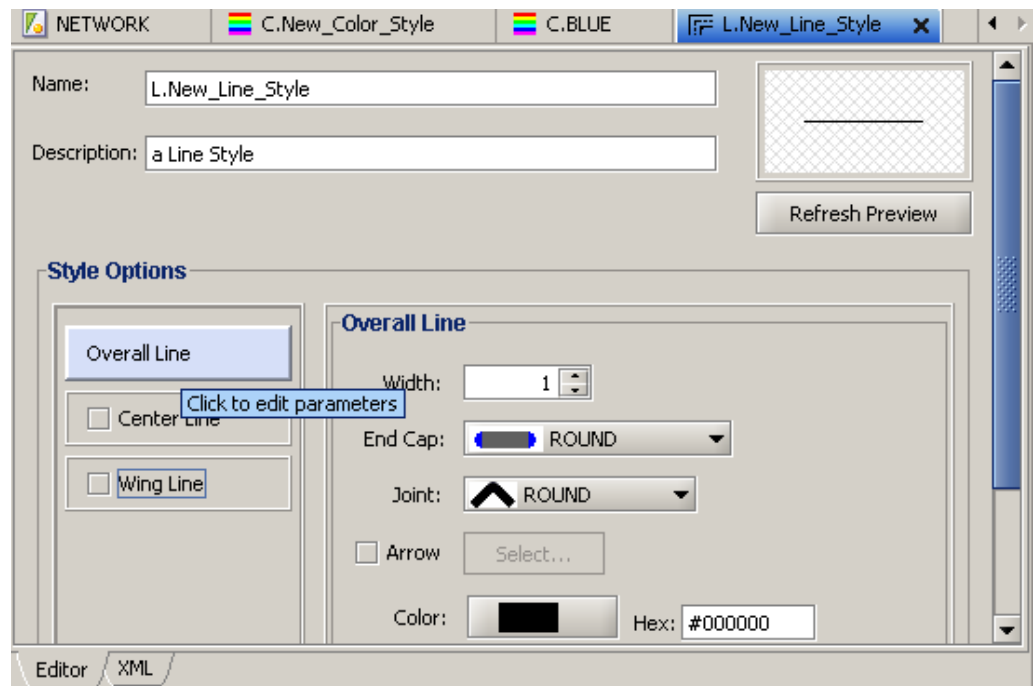 NETWORK C.New_Color_Style C.BLUE L.New_Line_Style
Name: L.New_Line_Style
Description: a Line Style
Refresh Preview
Style Options
Overall Line
Center Line
Wing Line
Click to edit parameters
Overall Line
Width: 1
End Cap: ROUND
Joint: ROUND
Arrow Select...
Color: Hex: #000000
Editor XML